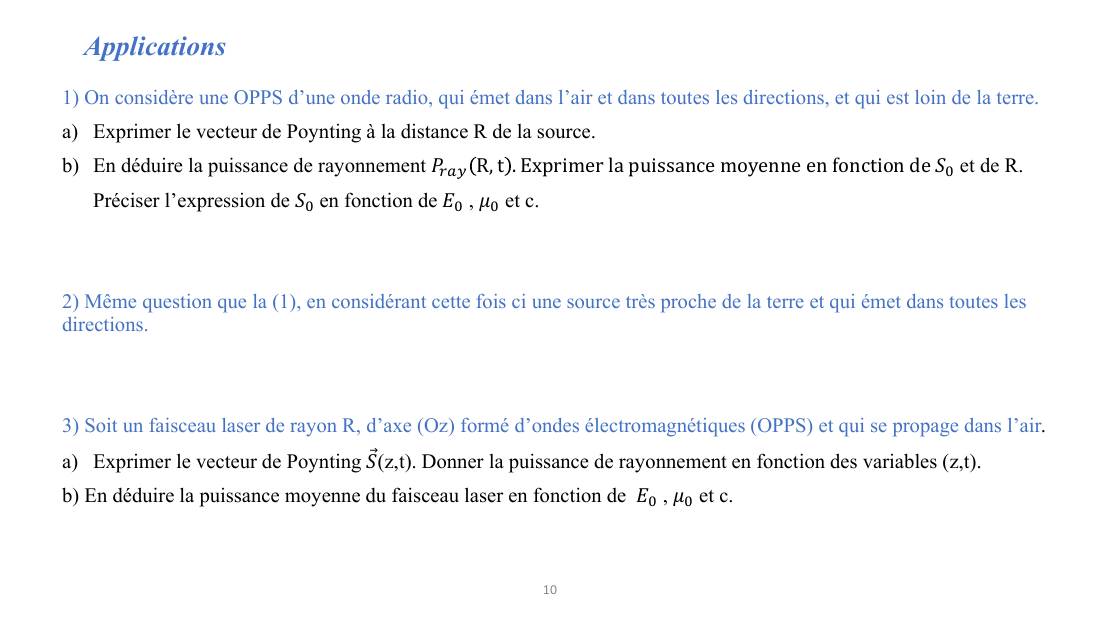 Applications
1) On considère une OPPS d’une onde radio, qui émet dans l’air et dans toutes les directions, et qui est loin de la terre.
a) Exprimer le vecteur de Poynting à la distance R de la source.
b) En déduire la puissance de rayonnement P_ray(R, t). Exprimer la puissance moyenne en fonction de S₀ et de R.
Préciser l’expression de S₀ en fonction de E₀ , μ₀ et c.
2) Même question que la (1), en considérant cette fois ci une source très proche de la terre et qui émet dans toutes les
directions.
3) Soit un faisceau laser de rayon R, d’axe (Oz) formé d’ondes électromagnétiques (OPPS) et qui se propage dans l’air.
a) Exprimer le vecteur de Poynting S⃗(z,t). Donner la puissance de rayonnement en fonction des variables (z,t).
b) En déduire la puissance moyenne du faisceau laser en fonction de E₀ , μ₀ et c.
10